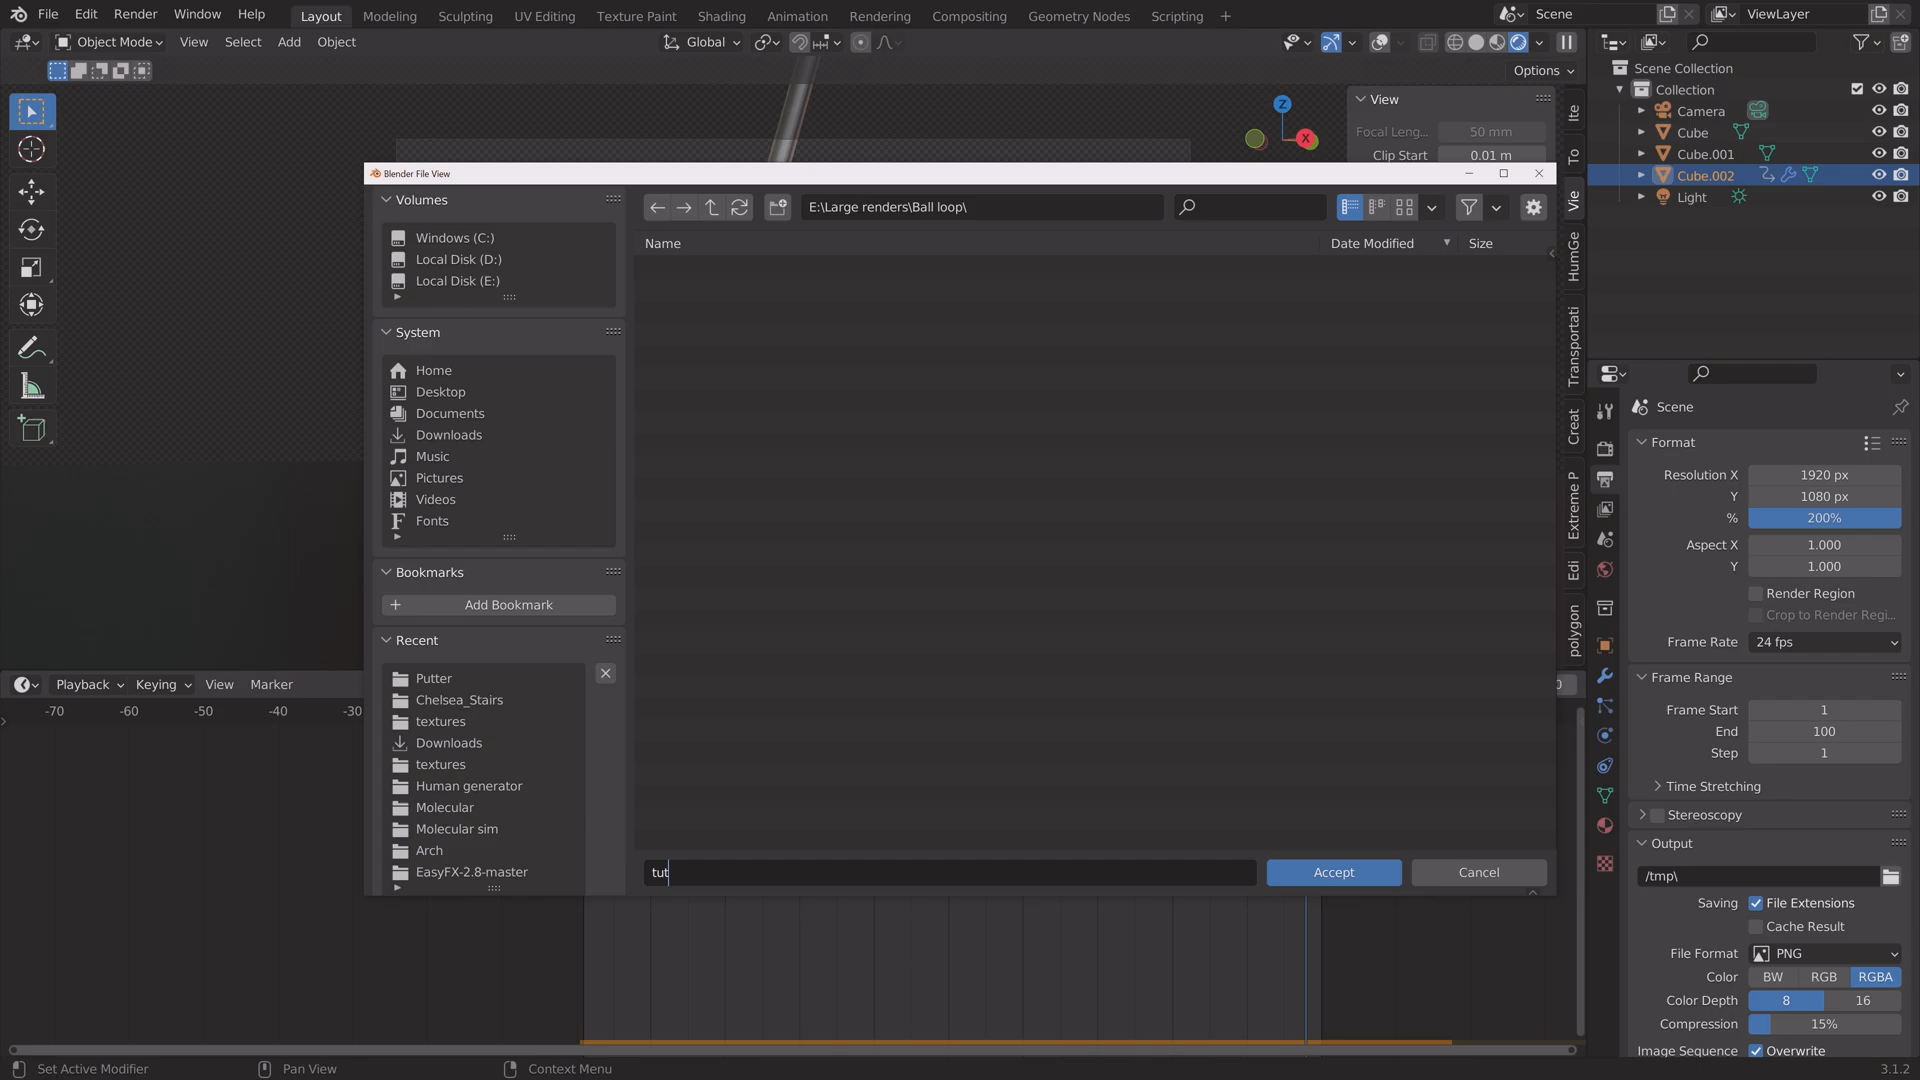 File Edit Render Window Help Layout Modeling Sculpting UV Editing Texture Paint Shading Animation Rendering Compositing Geometry Nodes Scripting + Scene ViewLayer
Object Mode View Select Add Object Global
Options
Scene Collection
Collection
Camera
Cube
Cube.001
Cube.002
Light
View
Focal Leng... 50 mm
Clip Start 0.01 m
Z
X
Ite
To
Vie
HumGe
Transportati
Creat
Extreme P
Edi
polygon
Blender File View
Volumes
Windows (C:)
Local Disk (D:)
Local Disk (E:)
System
Home
Desktop
Documents
Downloads
Music
Pictures
Videos
Fonts
Bookmarks
Add Bookmark
Recent
Putter
Chelsea_Stairs
textures
Downloads
textures
Human generator
Molecular
Molecular sim
Arch
EasyFX-2.8-master
E:\Large renders\Ball loop\
Name Date Modified Size
tut Accept Cancel
Playback Keying View Marker
-70 -60 -50 -40 -30
0
Scene
Format
Resolution X 1920 px
Y 1080 px
% 200%
Aspect X 1.000
Y 1.000
Render Region
Crop to Render Regi...
Frame Rate 24 fps
Frame Range
Frame Start 1
End 100
Step 1
Time Stretching
Stereoscopy
Output
/tmp\
Saving File Extensions
Cache Result
File Format PNG
Color BW RGB RGBA
Color Depth 8 16
Compression 15%
Image Sequence Overwrite
Set Active Modifier Pan View Context Menu 3.1.2